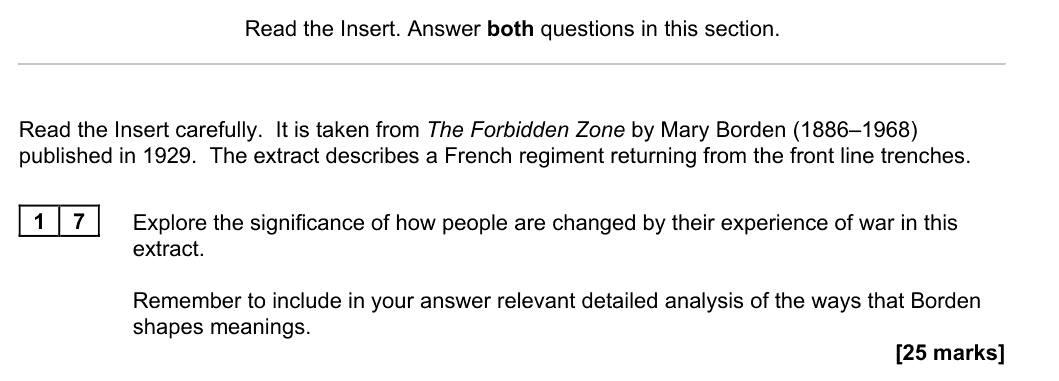 Read the Insert. Answer both questions in this section.
Read the Insert carefully. It is taken from The Forbidden Zone by Mary Borden (1886–1968)
published in 1929. The extract describes a French regiment returning from the front line trenches.
1 7 Explore the significance of how people are changed by their experience of war in this
extract.
Remember to include in your answer relevant detailed analysis of the ways that Borden
shapes meanings.
[25 marks]